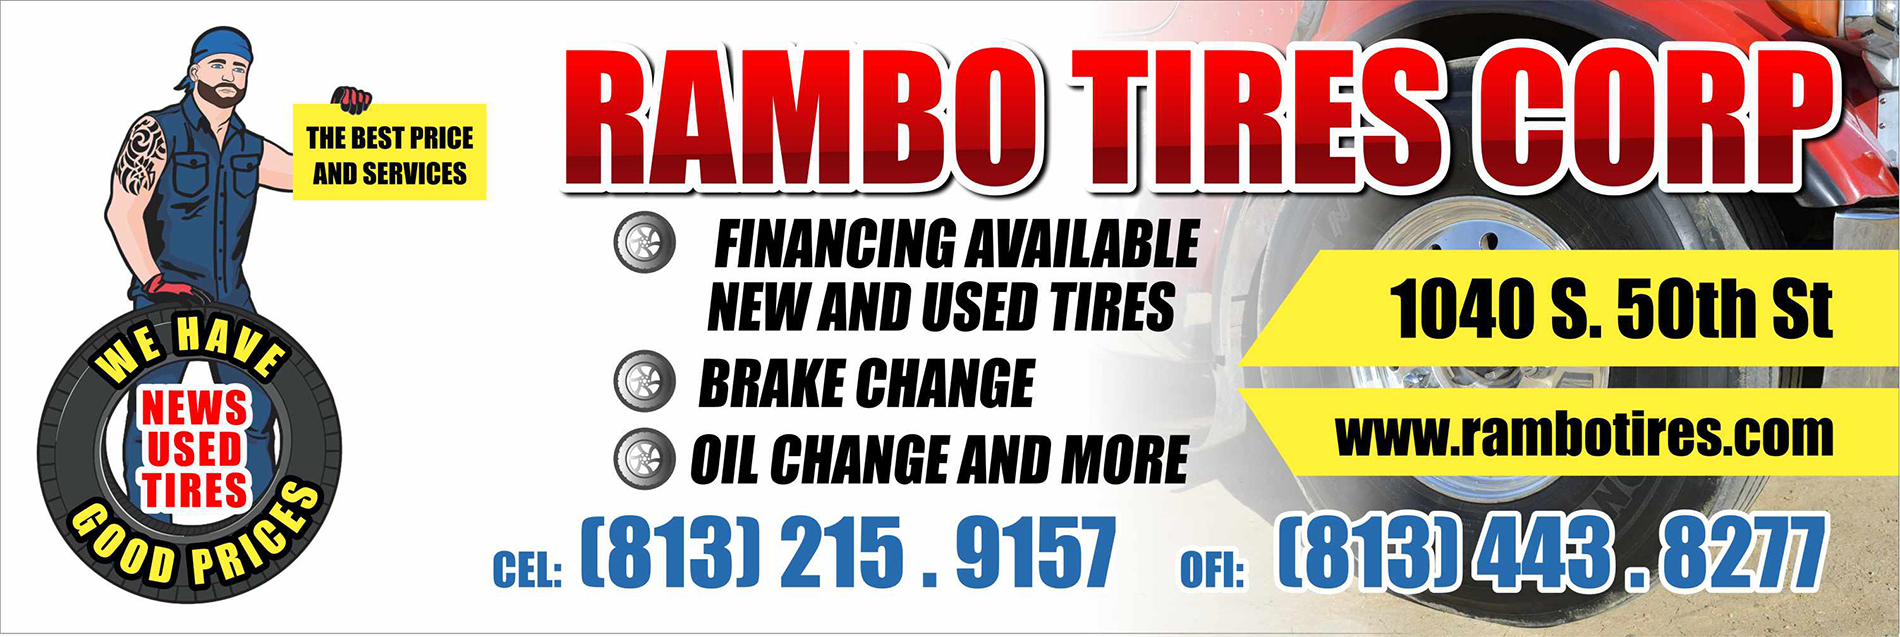 RAMBO TIRES CORP
THE BEST PRICE
AND SERVICES
FINANCING AVAILABLE
NEW AND USED TIRES
BRAKE CHANGE
OIL CHANGE AND MORE
1040 S. 50th St
www.rambotires.com
WE HAVE
NEWS
USED
TIRES
GOOD PRICES
CEL: (813) 215 . 9157
OFI: (813) 443 . 8277